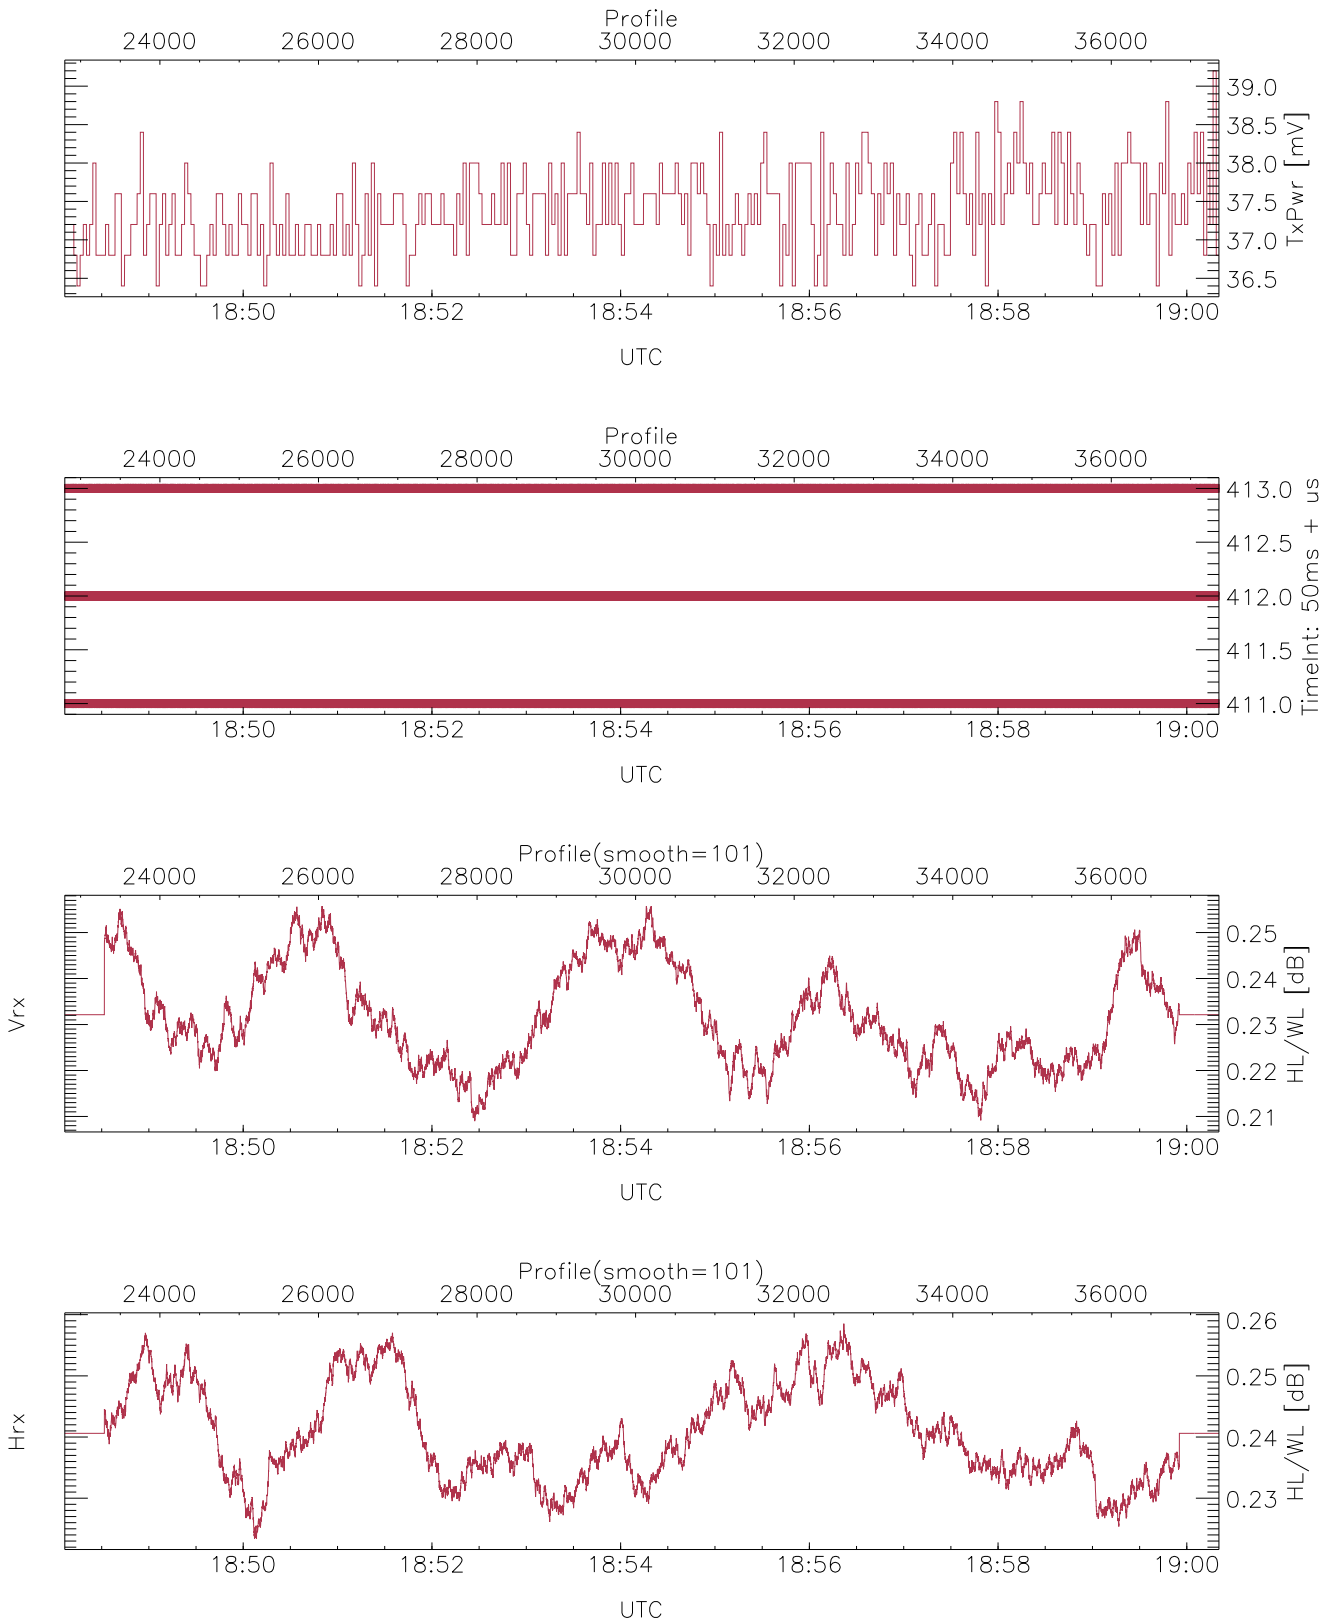 Profile
24000 26000 28000 30000 32000 34000 36000
39.0
38.5
38.0
37.5
37.0
36.5
TxPwr [mV]
18:50 18:52 18:54 18:56 18:58 19:00
UTC
Profile
24000 26000 28000 30000 32000 34000 36000
413.0
412.5
412.0
411.5
411.0
TimeInt: 50ms + us
18:50 18:52 18:54 18:56 18:58 19:00
UTC
Profile(smooth=101)
24000 26000 28000 30000 32000 34000 36000
Vrx
0.25
0.24
0.23
0.22
0.21
HL/WL [dB]
18:50 18:52 18:54 18:56 18:58 19:00
UTC
Profile(smooth=101)
24000 26000 28000 30000 32000 34000 36000
Hrx
0.26
0.25
0.24
0.23
HL/WL [dB]
18:50 18:52 18:54 18:56 18:58 19:00
UTC